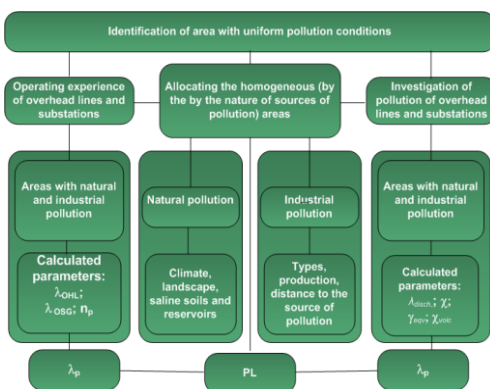 Identification of area with uniform pollution conditions
Operating experience
of overhead lines and
substations
Allocating the homogeneous (by
the by the nature of sources of
pollution) areas
Investigation of
pollution of overhead
lines and substations
Areas with natural
and industrial
pollution
Calculated
parameters:
λOHL;
λOSG; np
Natural pollution
Climate,
landscape,
saline soils and
reservoirs
Industrial
pollution
Types,
production,
distance to the
source of
pollution
Areas with natural
and industrial
pollution
Calculated
parameters:
λdisch.; χ;
λp
PL
λp